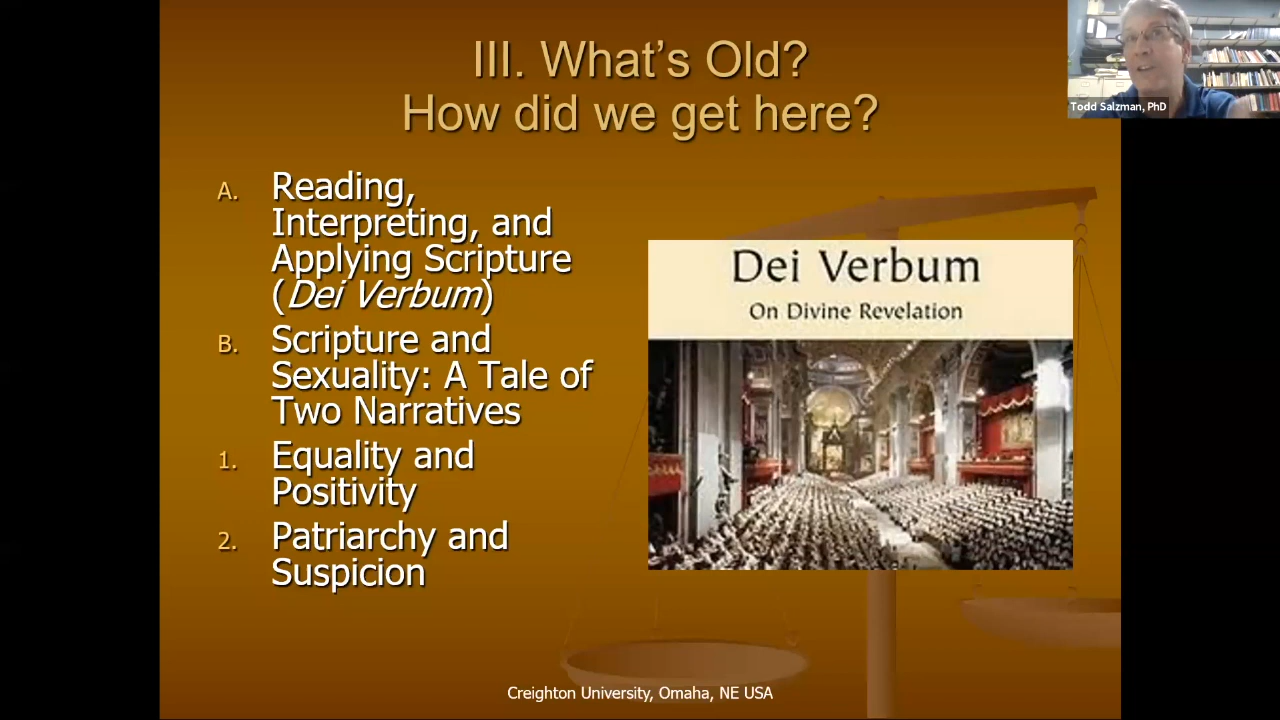 III. What's Old?
How did we get here?
Todd Salzman, PhD
A. Reading,
Interpreting, and
Applying Scripture
(Dei Verbum)
B. Scripture and
Sexuality: A Tale of
Two Narratives
1. Equality and
Positivity
2. Patriarchy and
Suspicion
Dei Verbum
On Divine Revelation
Creighton University, Omaha, NE USA